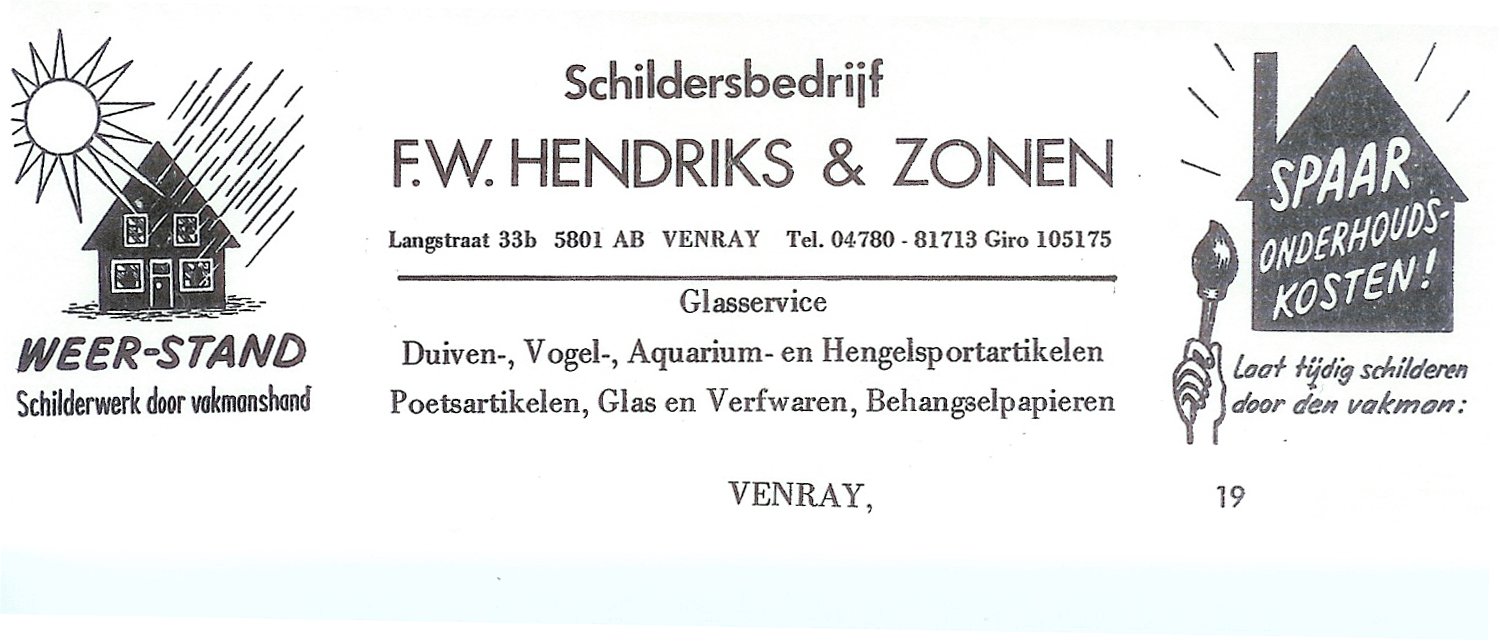 Schildersbedrijf
F.W. HENDRIKS & ZONEN
Langstraat 33b 5801 AB VENRAY Tel. 04780 - 81713 Giro 105175
Glasservice
Duiven-, Vogel-, Aquarium- en Hengelsportartikelen
Poetsartikelen, Glas en Verfwaren, Behangselpapieren
WEER-STAND
Schilderwerk door vakmanshand
SPAAR
ONDERHOUDS-
KOSTEN!
Laat tijdig schilderen
door den vakman:
VENRAY, 19